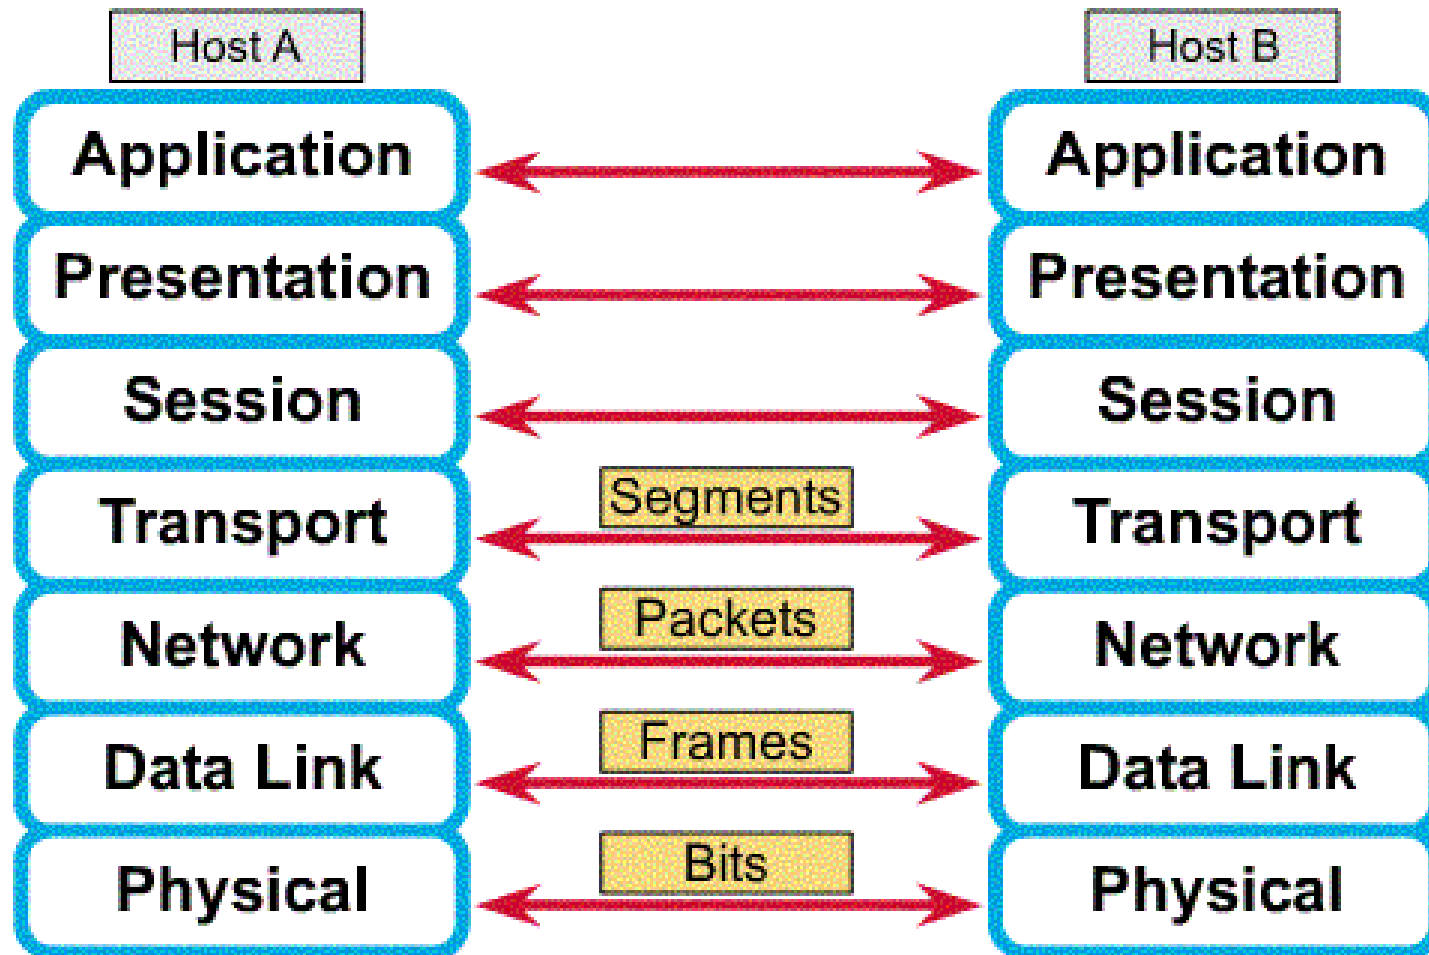 Host A
Host B
Application
Application
Presentation
Presentation
Session
Session
Segments
Transport
Transport
Packets
Network
Network
Frames
Data Link
Data Link
Bits
Physical
Physical